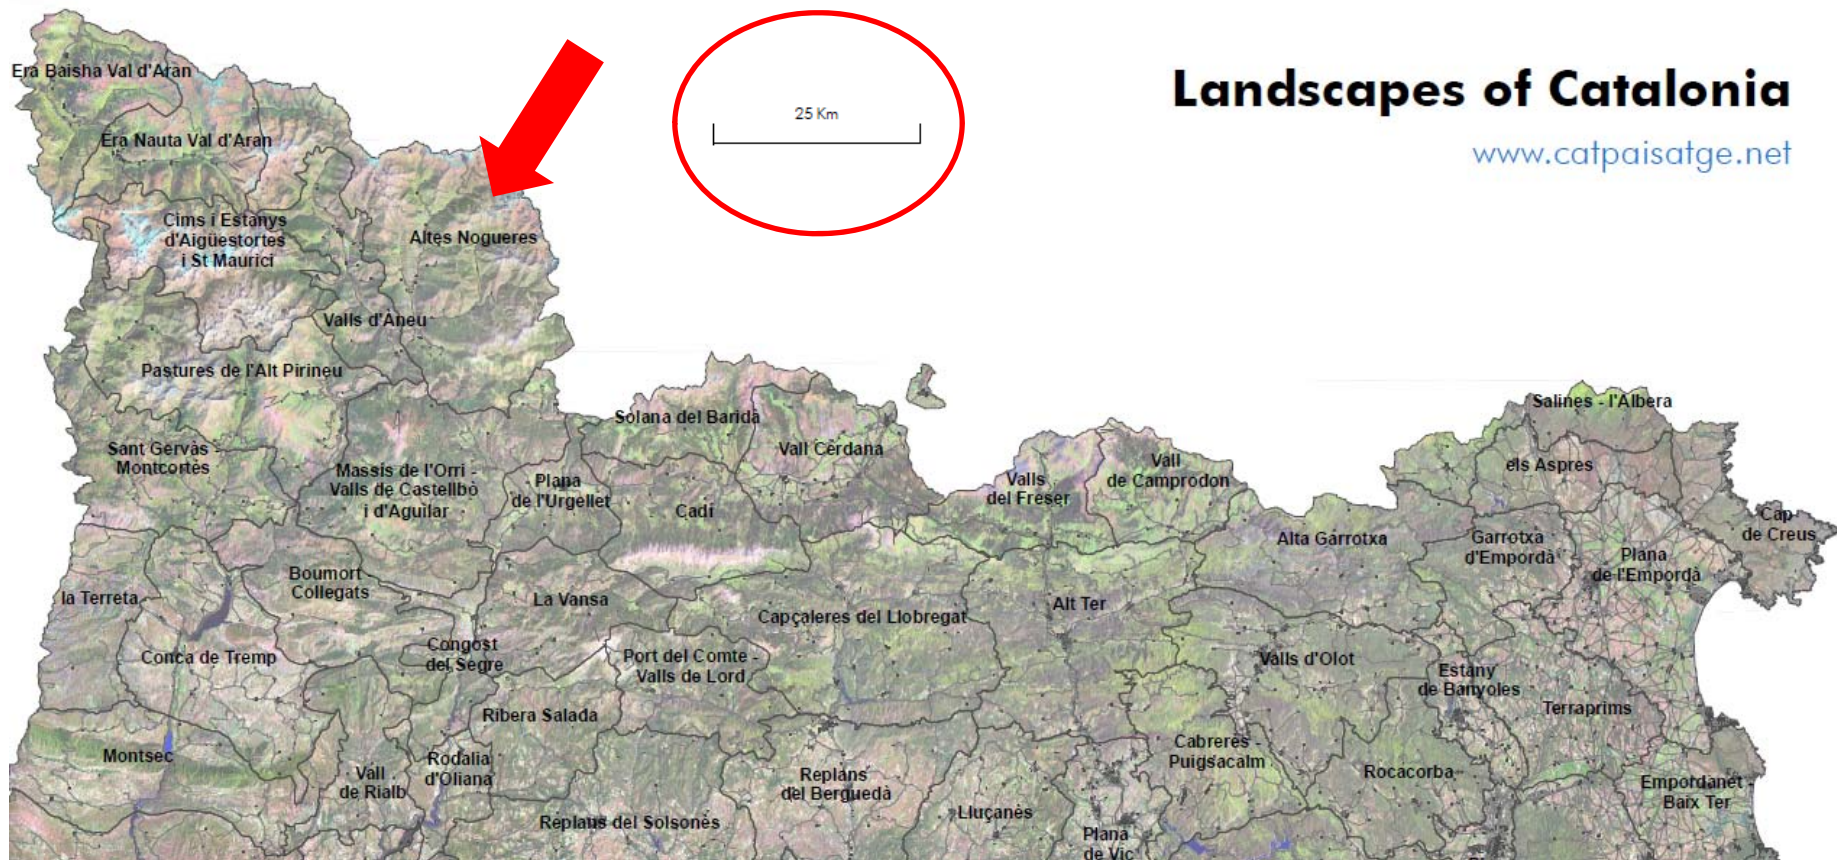 Landscapes of Catalonia
www.catpaisatge.net
25 Km
Era Baisha Val d'Aran
Era Nauta Val d'Aran
Cims i Estanys
d'Aigüestortes
i St Maurici
Altes Nogueres
Valls d'Àneu
Pastures de l'Alt Pirineu
Solana del Baridà
Vall Cerdana
Salines - l'Albera
Sant Gervàs -
Montcortès
Massís de l'Orri -
Valls de Castellbò
i d'Aguilar
Plana
de l'Urgellet
Cadí
Valls
del Freser
Vall
de Camprodon
els Aspres
Cap
de Creus
Alta Garrotxa
Garrotxa
d'Empordà
Plana
de l'Empordà
la Terreta
Boumort -
Collegats
La Vansa
Capçaleres del Llobregat
Alt Ter
Conca de Tremp
Congost
del Segre
Port del Comte -
Valls de Lord
Valls d'Olot
Estany
de Banyoles
Terraprims
Ribera Salada
Montsec
Vall
de Rialb
Rodalia
d'Oliana
Replans
del Berguedà
Cabrerès -
Puigsacalm
Rocacorba
Empordanet -
Baix Ter
Replans del Solsonès
Lluçanès
Plana
de Vic